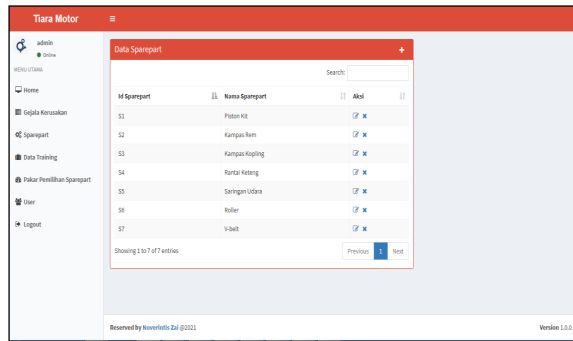 Tiara Motor
admin
Online
MENU UTAMA
Home
Gejala Kerusakan
Sparepart
Data Training
Pakar Pemilihan Sparepart
User
Logout
Data Sparepart
Search:
Id Sparepart Nama Sparepart Aksi
S1 Piston Kit
S2 Kampas Rem
S3 Kampas Kopling
S4 Rantai Keteng
S5 Saringan Udara
S6 Roller
S7 V-belt
Showing 1 to 7 of 7 entries
Previous 1 Next
Reserved by Noverintis Zai @2021
Version 1.0.0